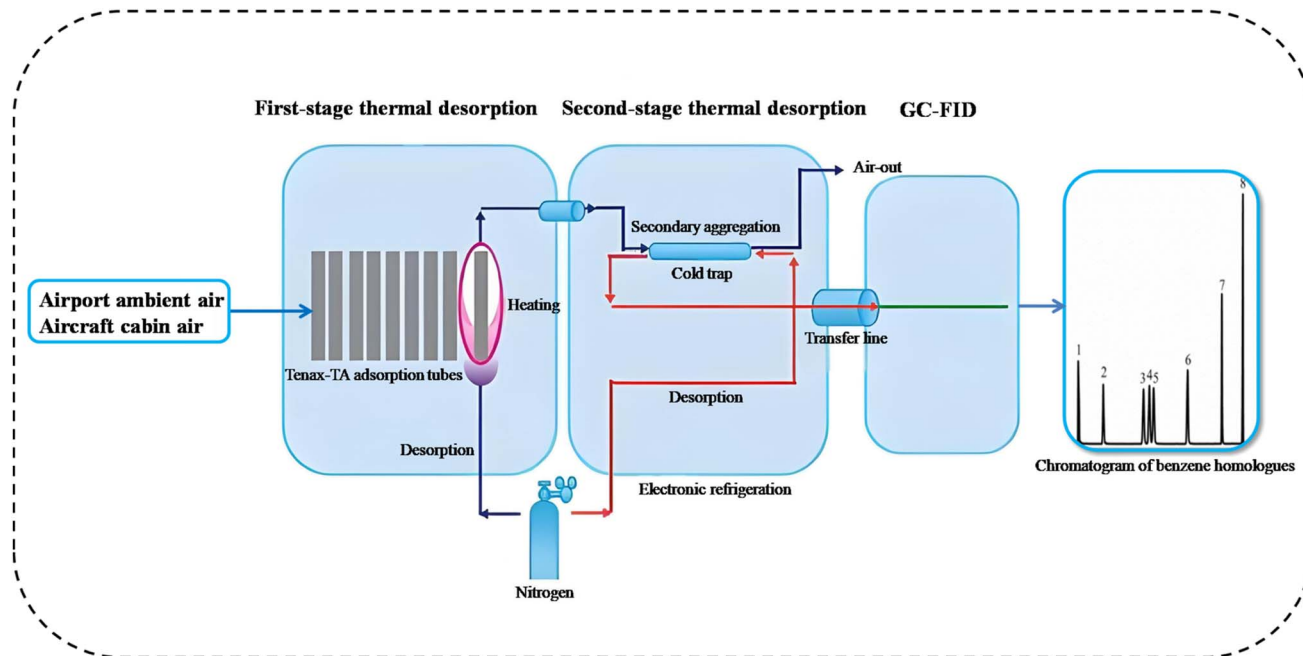 First-stage thermal desorption
Second-stage thermal desorption
GC-FID
Airport ambient air
Aircraft cabin air
Tenax-TA adsorption tubes
Heating
Desorption
Nitrogen
Air-out
Secondary aggregation
Cold trap
Transfer line
Desorption
Electronic refrigeration
1
2
3
4
5
6
7
8
Chromatogram of benzene homologues